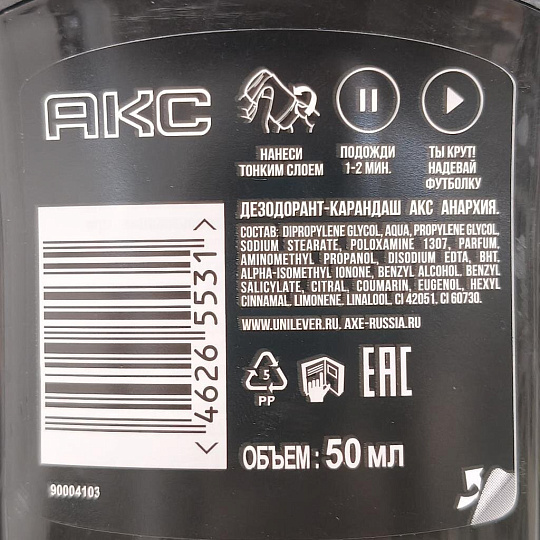 АКС
НАНЕСИ
ТОНКИМ СЛОЕМ
ПОДОЖДИ
1-2 МИН.
ТЫ КРУТ!
НАДЕВАЙ
ФУТБОЛКУ
ДЕЗОДОРАНТ-КАРАНДАШ АКС АНАРХИЯ.
СОСТАВ: DIPROPYLENE GLYCOL, AQUA, PROPYLENE GLYCOL,
SODIUM STEARATE, POLOXAMINE 1307, PARFUM,
AMINOMETHYL PROPANOL, DISODIUM EDTA, BHT,
ALPHA-ISOMETHYL IONONE, BENZYL ALCOHOL, BENZYL
SALICYLATE, CITRAL, COUMARIN, EUGENOL, HEXYL
CINNAMAL, LIMONENE, LINALOOL, CI 42051, CI 60730.
WWW.UNILEVER.RU, AXE-RUSSIA.RU
< 4626 5531 >
5
PP
EAC
ОБЪЕМ : 50 МЛ
90004103